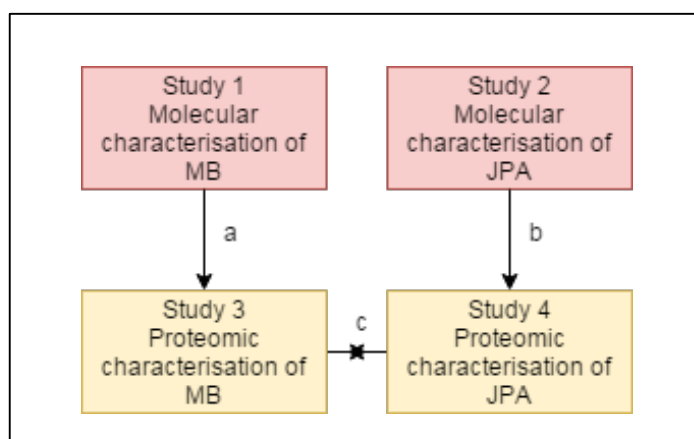 Study 1
Molecular
characterisation of
MB
Study 2
Molecular
characterisation of
JPA
a
b
Study 3
Proteomic
characterisation of
MB
c
Study 4
Proteomic
characterisation of
JPA